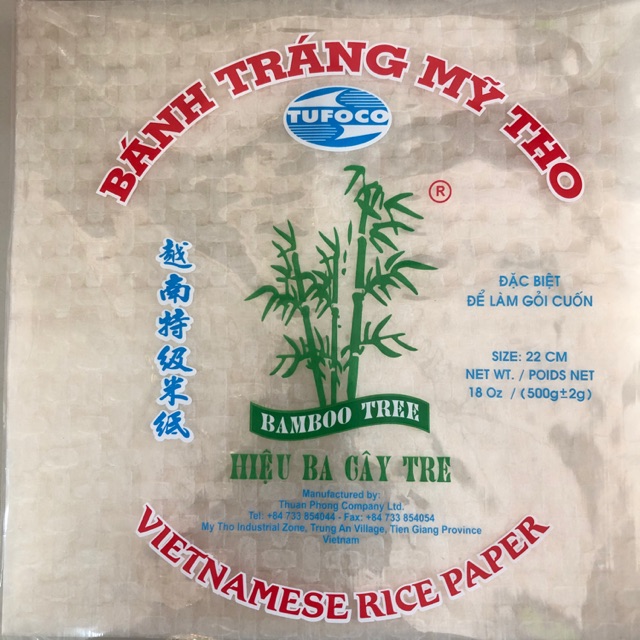 BÁNH TRÁNG MỸ THO
TUFOCO
®
越南特级米纸
ĐẶC BIỆT
ĐỂ LÀM GỎI CUỐN
SIZE: 22 CM
NET WT. / POIDS NET
18 Oz / (500g±2g)
BAMBOO TREE
HIỆU BA CÂY TRE
Manufactured by:
Thuan Phong Company Ltd.
Tel: +84 733 854044 - Fax: +84 733 854054
My Tho Industrial Zone, Trung An Village, Tien Giang Province
Vietnam
VIETNAMESE RICE PAPER